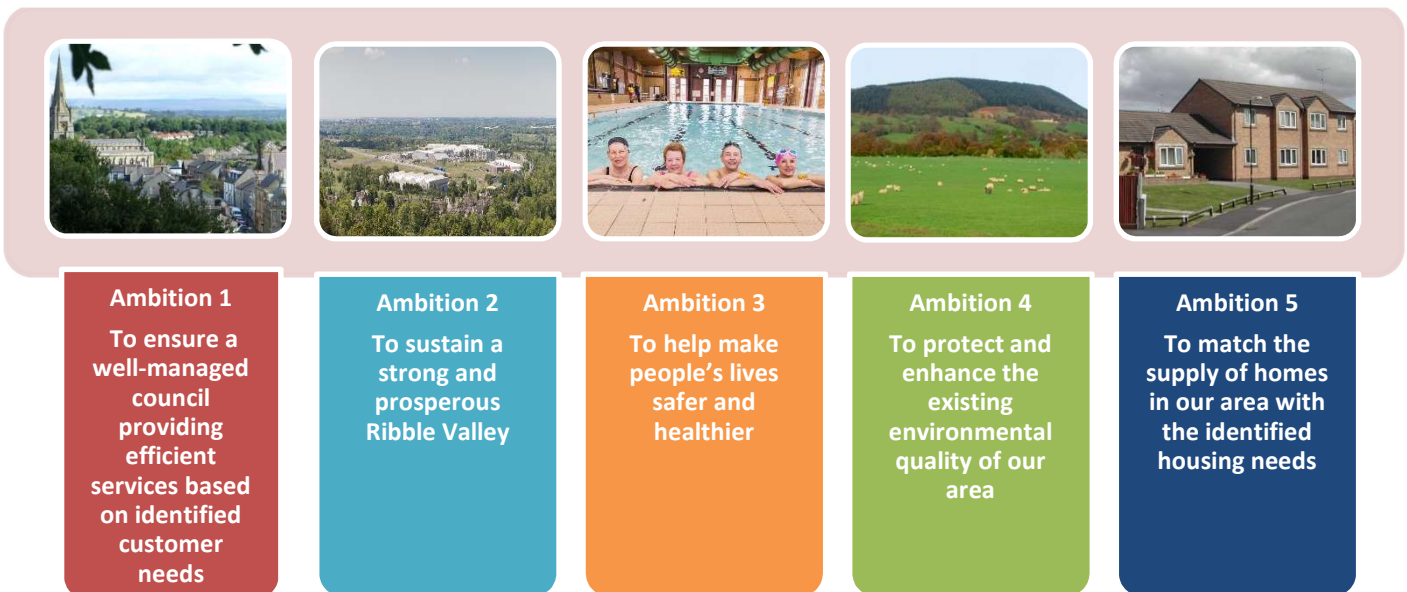 Ambition 1
To ensure a
well-managed
council
providing
efficient
services based
on identified
customer
needs
Ambition 2
To sustain a
strong and
prosperous
Ribble Valley
Ambition 3
To help make
people's lives
safer and
healthier
Ambition 4
To protect and
enhance the
existing
environmental
quality of our
area
Ambition 5
To match the
supply of homes
in our area with
the identified
housing needs